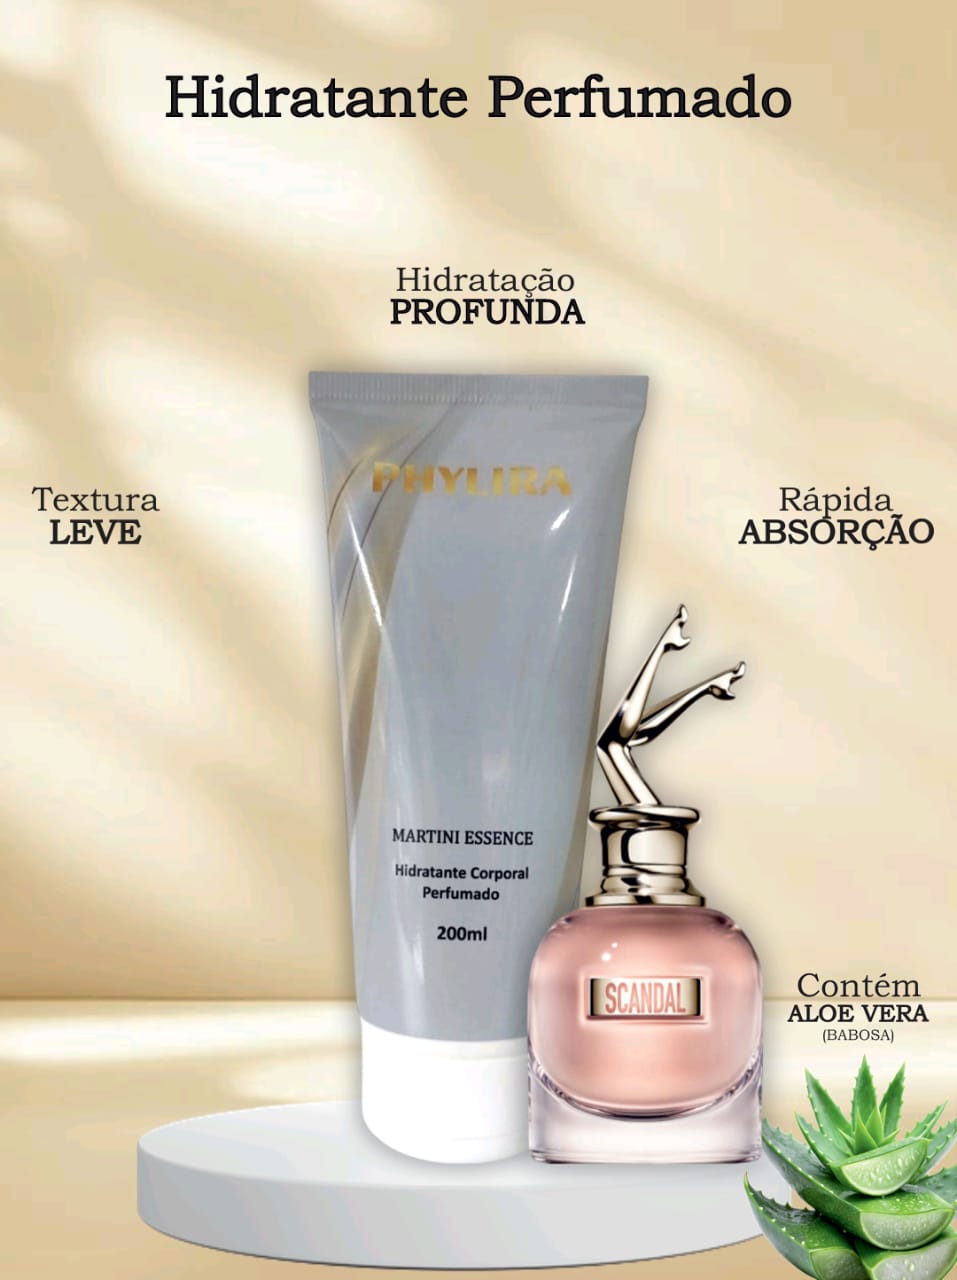 Hidratante Perfumado
Hidratação
PROFUNDA
Textura
LEVE
Rápida
ABSORÇÃO
PHYLIRA
MARTINI ESSENCE
Hidratante Corporal
Perfumado
200ml
SCANDAL
Contém
ALOE VERA
(BABOSA)